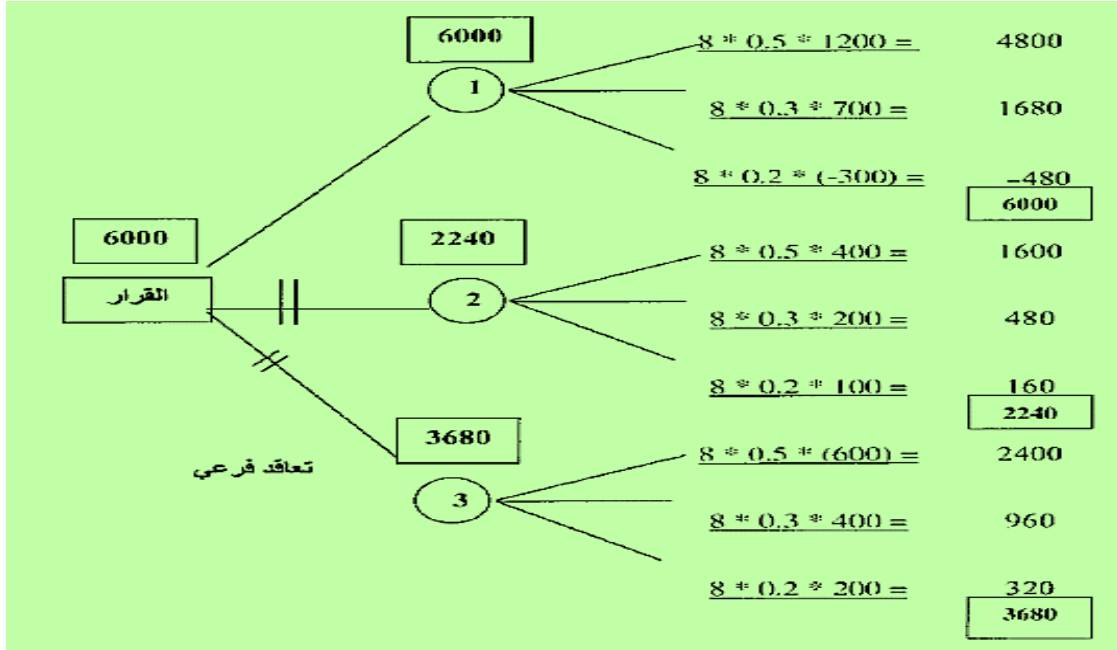 6000
8 * 0.5 * 1200 = 4800
1
8 * 0.3 * 700 = 1680
8 * 0.2 * (-300) = -480
6000
6000
2240
8 * 0.5 * 400 = 1600
القرار
2
8 * 0.3 * 200 = 480
8 * 0.2 * 100 = 160
2240
3680
8 * 0.5 * (600) = 2400
تعاقد فرعي
3
8 * 0.3 * 400 = 960
8 * 0.2 * 200 = 320
3680